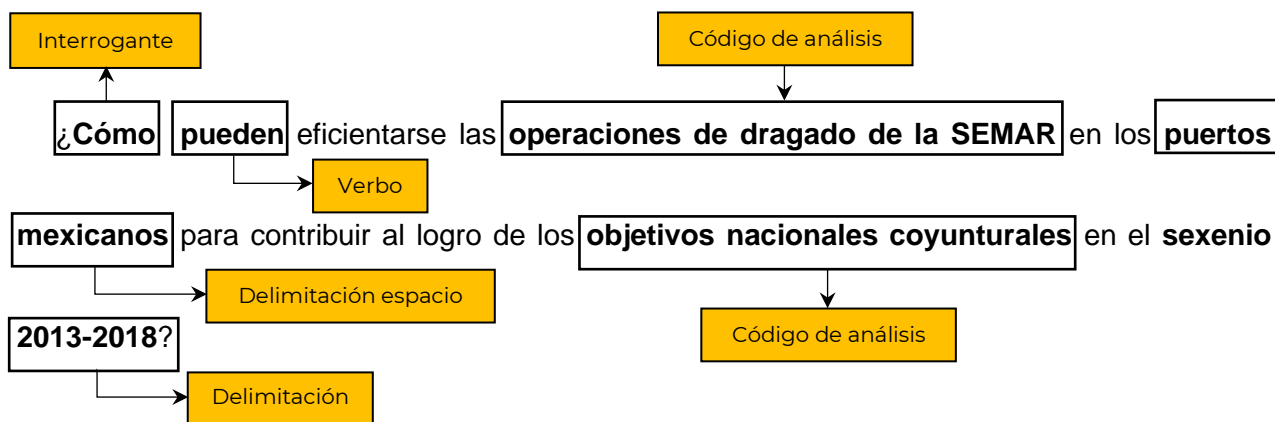 Interrogante
Código de análisis
¿Cómo pueden eficientarse las operaciones de dragado de la SEMAR en los puertos
Verbo
mexicanos para contribuir al logro de los objetivos nacionales coyunturales en el sexenio
Delimitación espacio
Código de análisis
2013-2018?
Delimitación